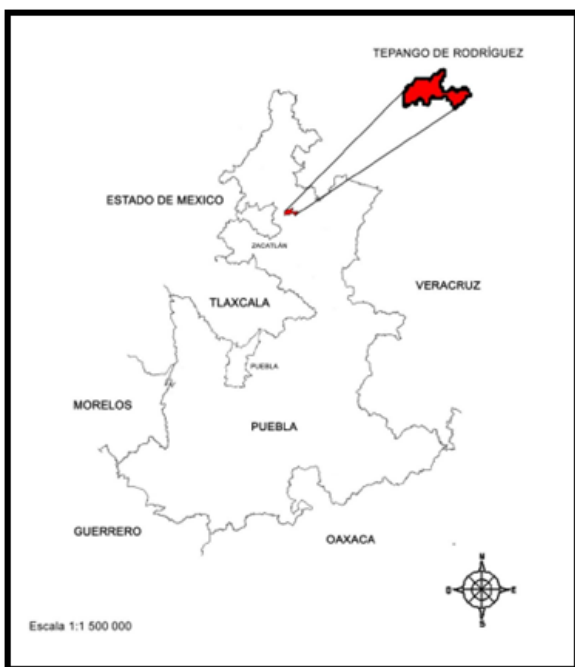 TEPANGO DE RODRÍGUEZ
ESTADO DE MEXICO
ZACATLÁN
VERACRUZ
TLAXCALA
PUEBLA
MORELOS
PUEBLA
GUERRERO
OAXACA
N
O E
S
Escala 1:1 500 000